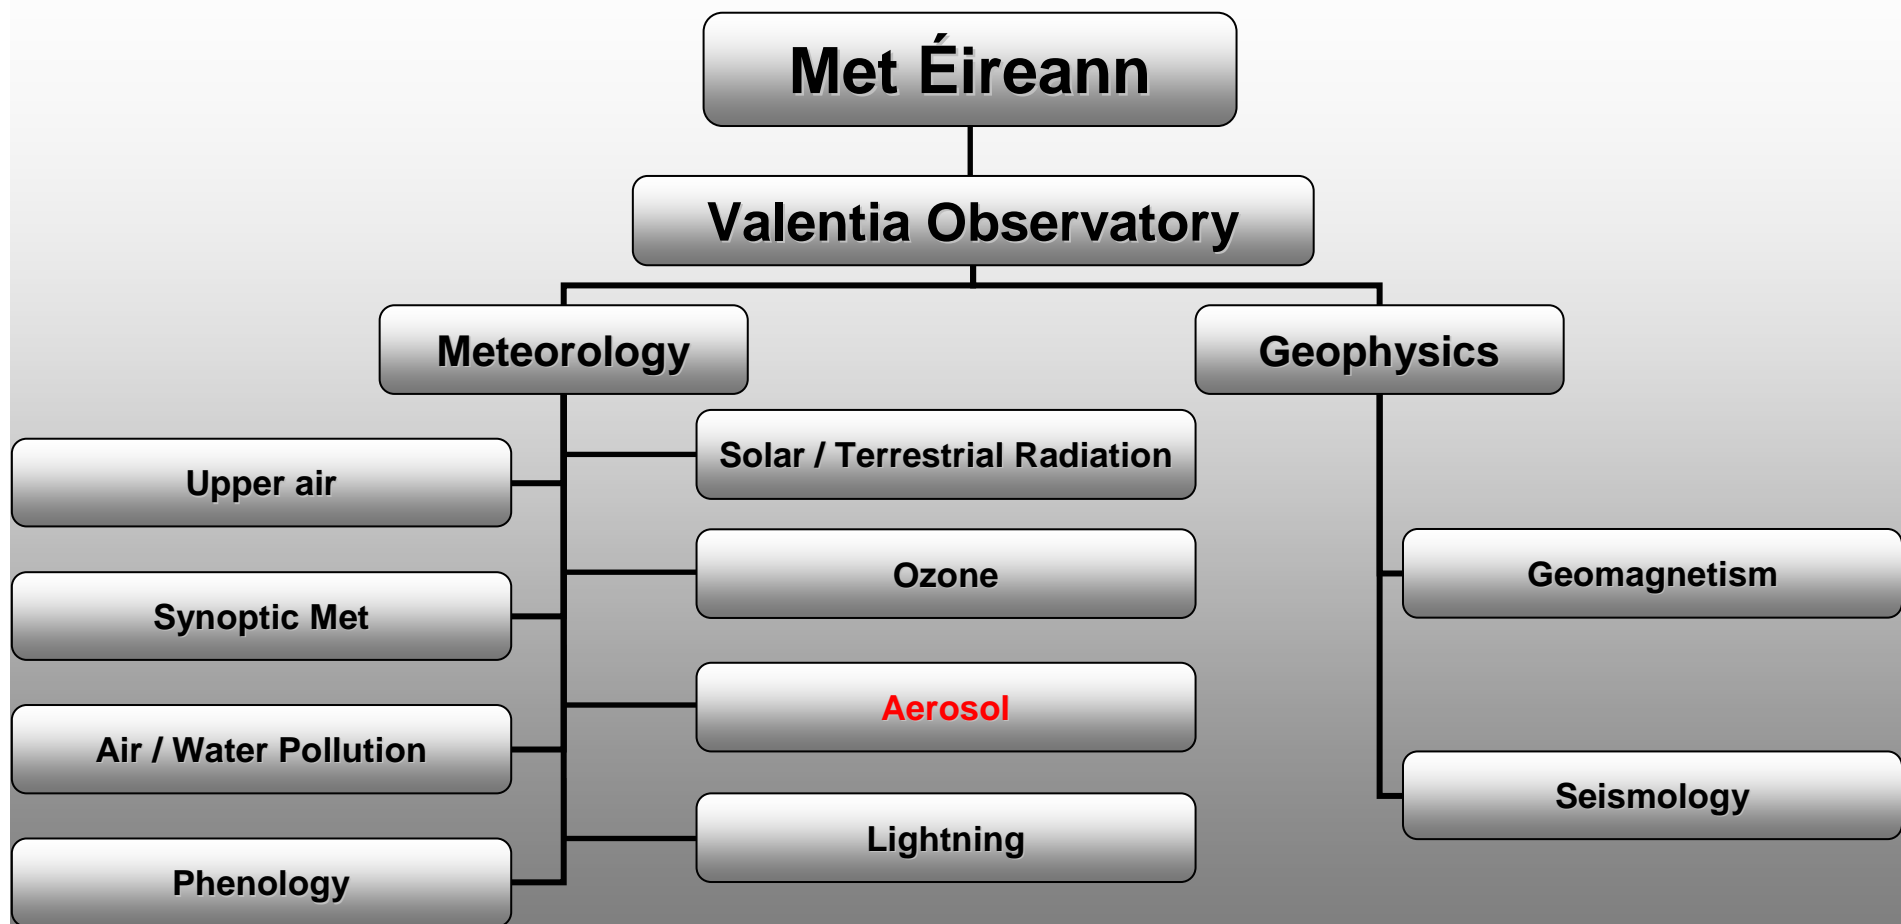 Met Éireann
Valentia Observatory
Meteorology
Geophysics
Upper air
Synoptic Met
Air / Water Pollution
Phenology
Solar / Terrestrial Radiation
Ozone
Aerosol
Lightning
Geomagnetism
Seismology